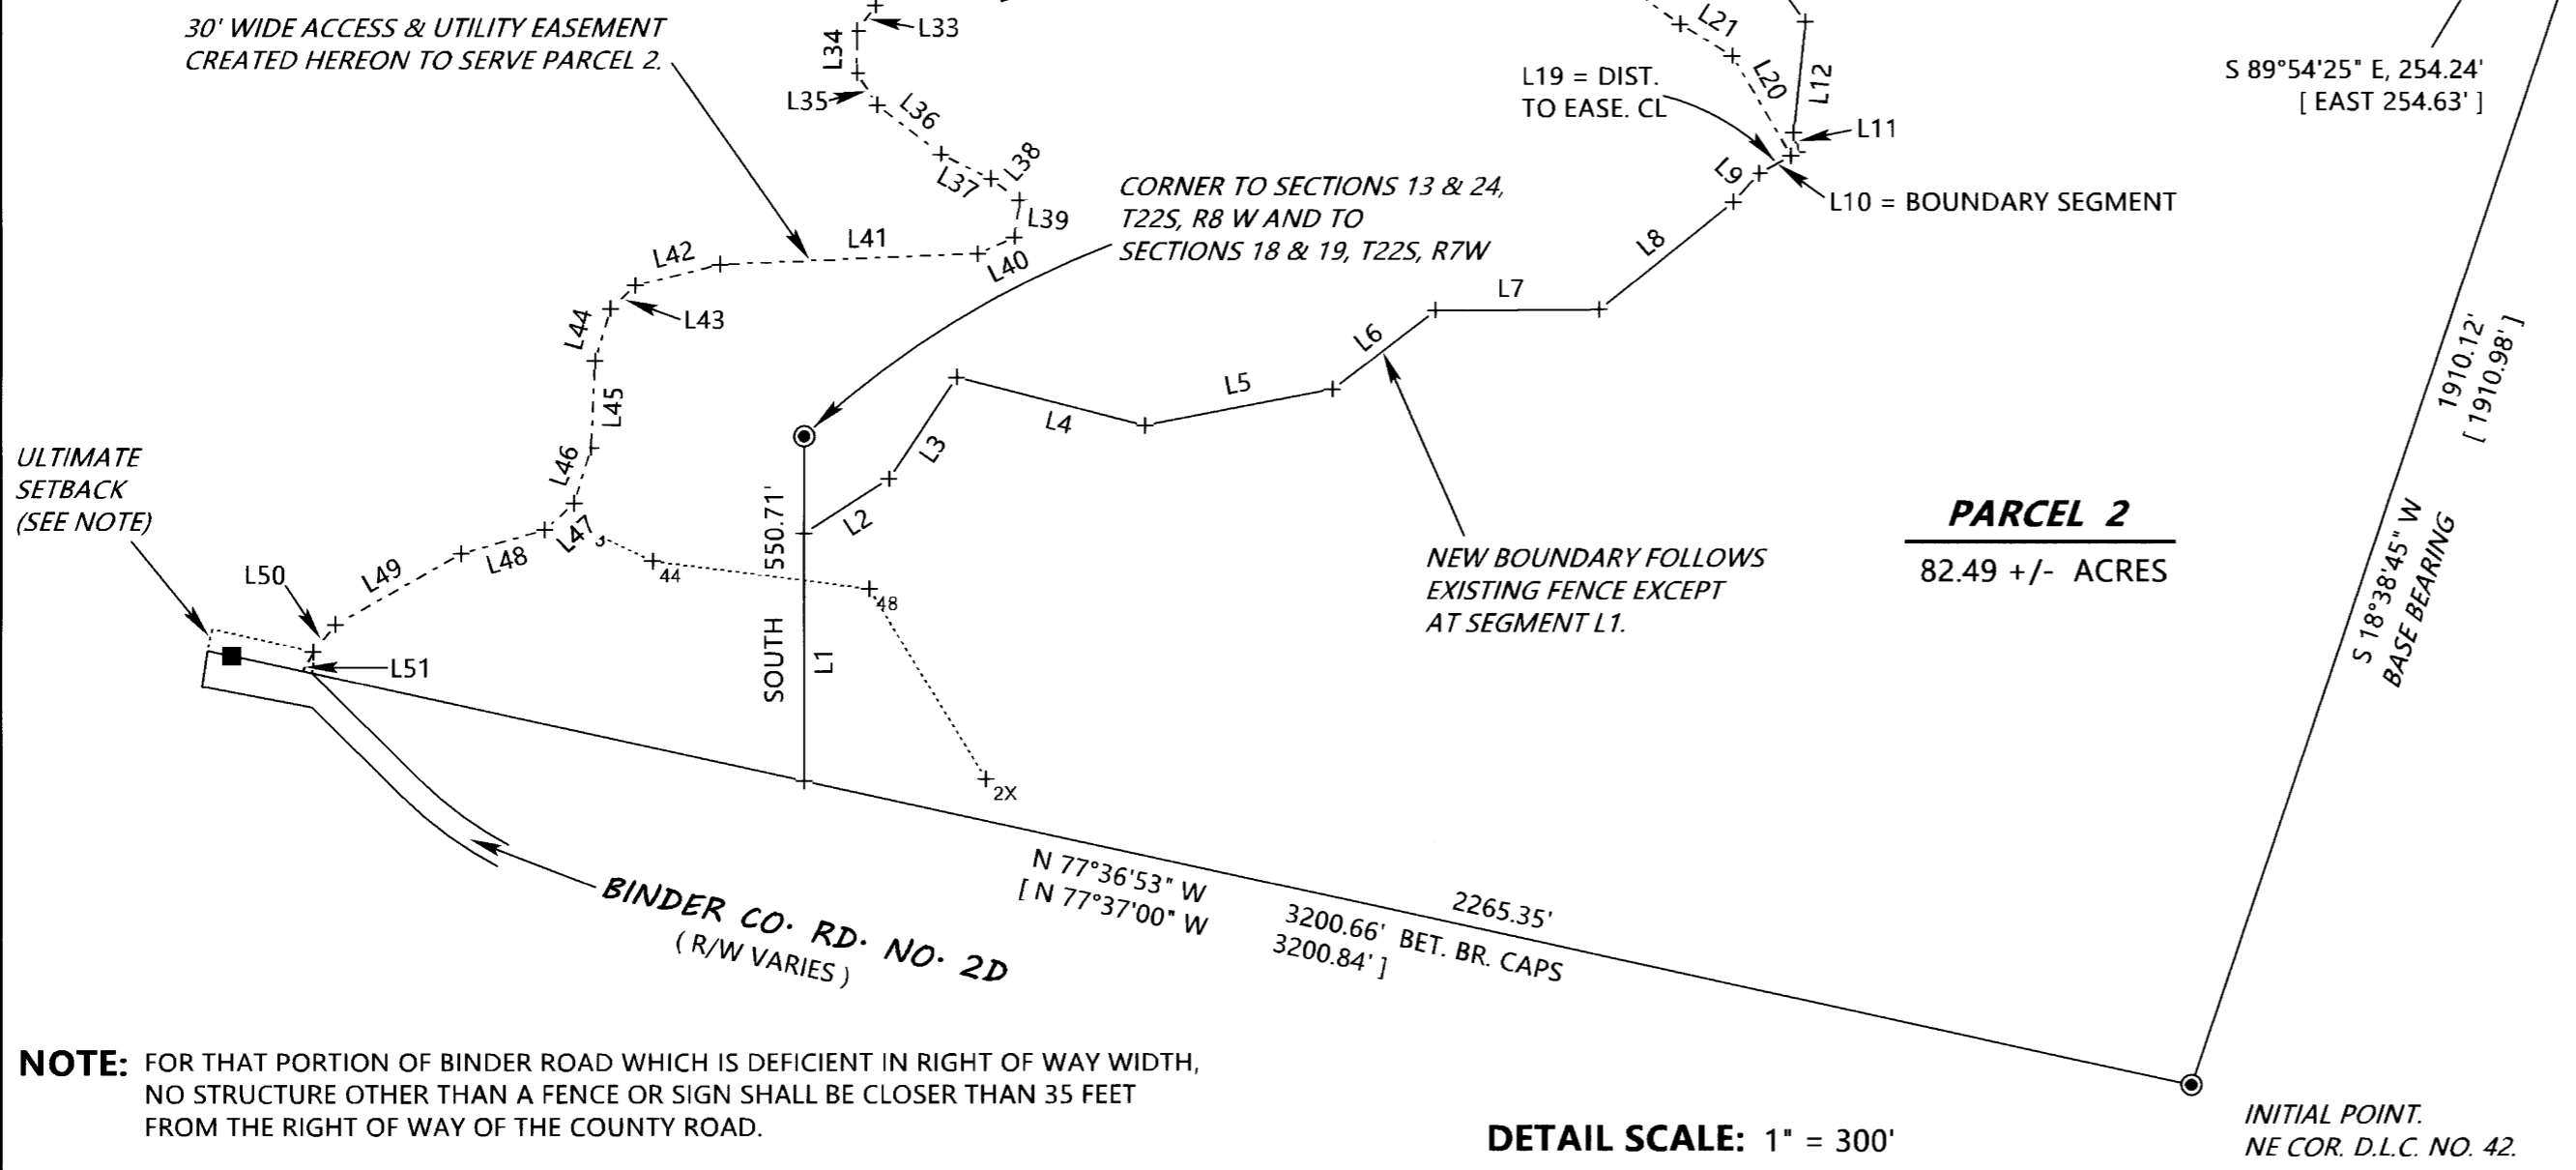 30' WIDE ACCESS & UTILITY EASEMENT
CREATED HEREON TO SERVE PARCEL 2.
L33
L34
L35
L36
L37
L38
L39
L40
L41
L42
L43
L44
L45
L46
L47
L48
L49
L50
L51
L21
L20
L12
L19 = DIST.
TO EASE. CL
L11
L10 = BOUNDARY SEGMENT
L9
L8
L7
L6
L5
L4
L3
L2
S 89°54'25" E, 254.24'
[ EAST 254.63' ]
CORNER TO SECTIONS 13 & 24,
T22S, R8 W AND TO
SECTIONS 18 & 19, T22S, R7W
ULTIMATE
SETBACK
(SEE NOTE)
3
44
48
2X
SOUTH 550.71'
L1
NEW BOUNDARY FOLLOWS
EXISTING FENCE EXCEPT
AT SEGMENT L1.
PARCEL 2
82.49 +/- ACRES
1910.12'
[ 1910.98' ]
S 18°38'45" W
BASE BEARING
BINDER CO. RD. NO. 2D
( R/W VARIES )
N 77°36'53" W
[ N 77°37'00" W
2265.35'
3200.66' BET. BR. CAPS
3200.84' ]
NOTE: FOR THAT PORTION OF BINDER ROAD WHICH IS DEFICIENT IN RIGHT OF WAY WIDTH,
NO STRUCTURE OTHER THAN A FENCE OR SIGN SHALL BE CLOSER THAN 35 FEET
FROM THE RIGHT OF WAY OF THE COUNTY ROAD.
DETAIL SCALE: 1" = 300'
INITIAL POINT.
NE COR. D.L.C. NO. 42.